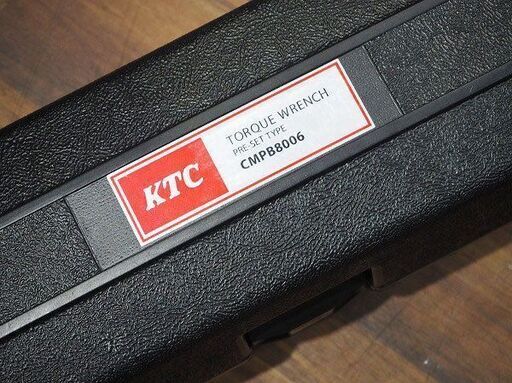 KTC
TORQUE WRENCH
PRE-SET TYPE
CMPB8006